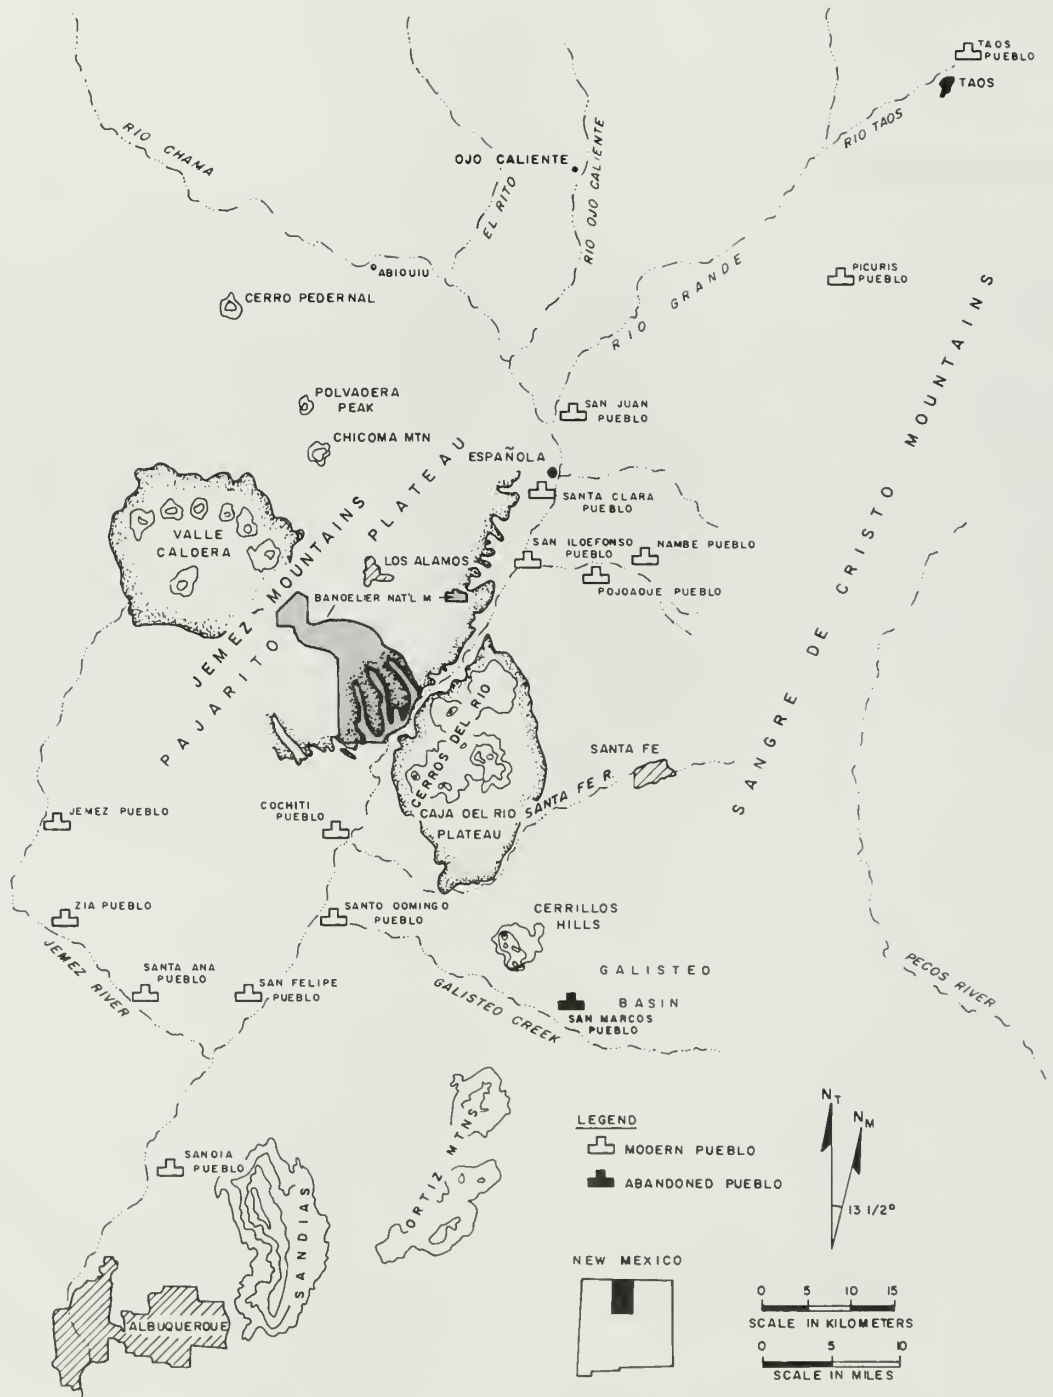 TAOS
PUEBLO
TAOS
RIO TAOS
RIO CHAMA
OJO CALIENTE
EL RITO
RIO OJO CALIENTE
ABIQUIU
CERRO PEDERNAL
RIO GRANDE
PICURIS
PUEBLO
POLVADERA
PEAK
SAN JUAN
PUEBLO
CHICOMA MTN
ESPAÑOLA
SANTA CLARA
PUEBLO
VALLE
CALDERA
JEMEZ MOUNTAINS
PAJARITO PLATEAU
SAN ILDEFONSO
PUEBLO
NAMBE PUEBLO
LOS ALAMOS
POJOAQUE PUEBLO
BANDELIER NAT'L M
SANGRE DE CRISTO MOUNTAINS
CERROS DEL RIO
SANTA FE
SANTA FE R.
CAJA DEL RIO
PLATEAU
JEMEZ PUEBLO
COCHITI
PUEBLO
ZIA PUEBLO
SANTO DOMINGO
PUEBLO
CERRILLOS
HILLS
JEMEZ RIVER
SANTA ANA
PUEBLO
SAN FELIPE
PUEBLO
GALISTEO CREEK
GALISTEO
BASIN
SAN MARCOS
PUEBLO
PECOS RIVER
SANDIA
PUEBLO
SANDIAS
ORTIZ MTNS
ALBUQUERQUE
LEGEND
MODERN PUEBLO
ABANDONED PUEBLO
NT
NM
13 1/2°
NEW MEXICO
0 5 10 15
SCALE IN KILOMETERS
0 5 10
SCALE IN MILES